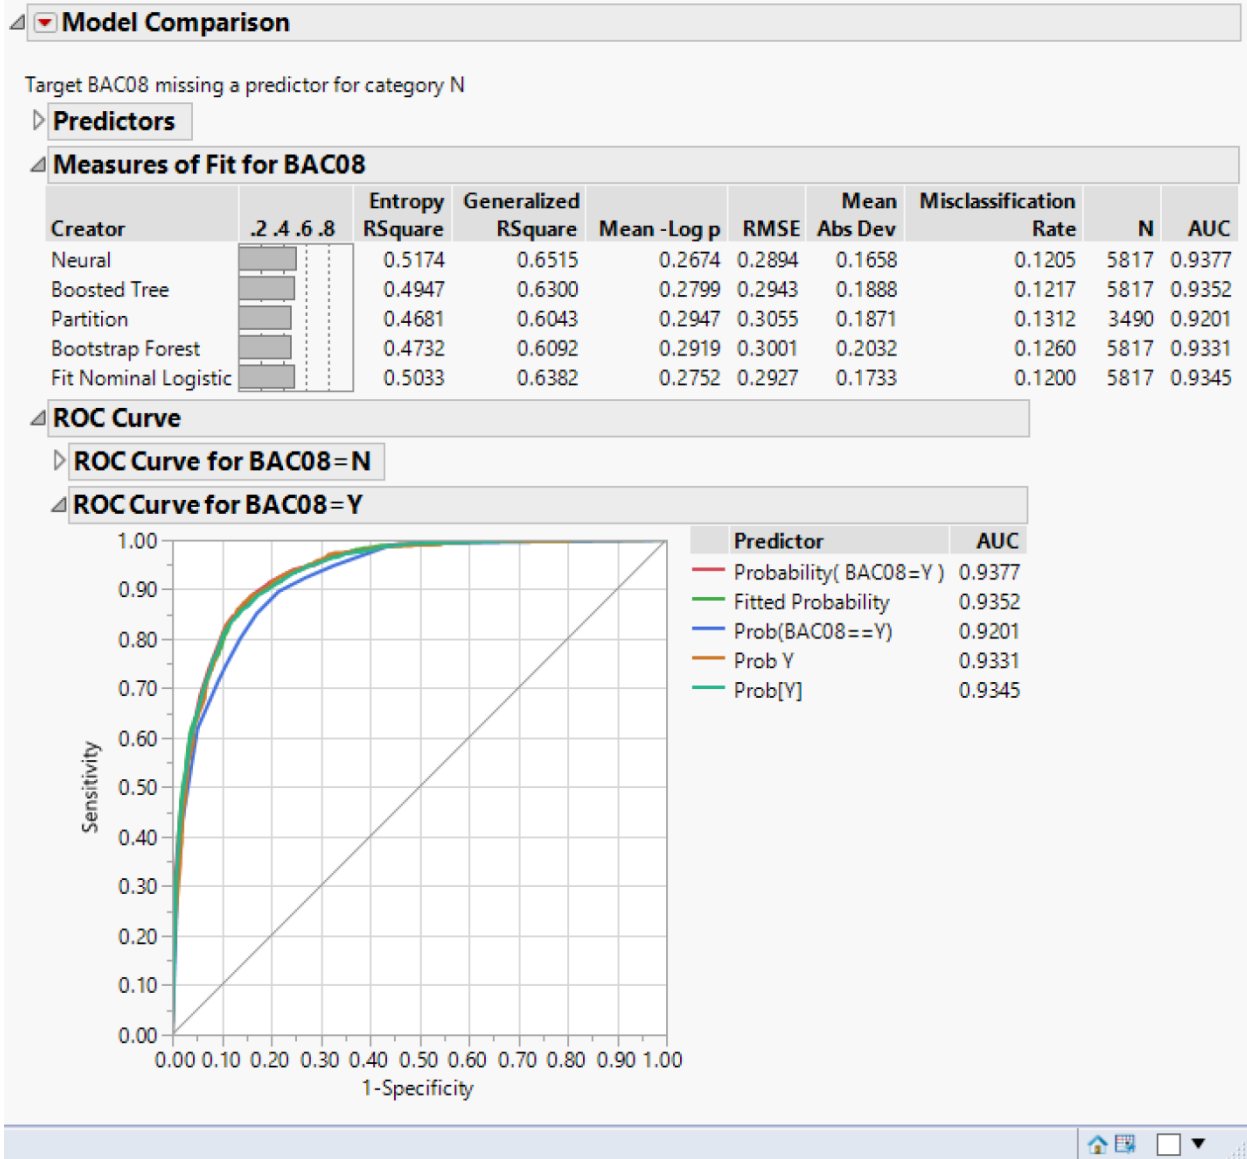 Model Comparison
Target BAC08 missing a predictor for category N
Predictors
Measures of Fit for BAC08
Entropy Generalized Mean Misclassification
Creator .2 .4 .6 .8 RSquare RSquare Mean -Log p RMSE Abs Dev Rate N AUC
Neural 0.5174 0.6515 0.2674 0.2894 0.1658 0.1205 5817 0.9377
Boosted Tree 0.4947 0.6300 0.2799 0.2943 0.1888 0.1217 5817 0.9352
Partition 0.4681 0.6043 0.2947 0.3055 0.1871 0.1312 3490 0.9201
Bootstrap Forest 0.4732 0.6092 0.2919 0.3001 0.2032 0.1260 5817 0.9331
Fit Nominal Logistic 0.5033 0.6382 0.2752 0.2927 0.1733 0.1200 5817 0.9345
ROC Curve
ROC Curve for BAC08=N
ROC Curve for BAC08=Y
Sensitivity
1.00
0.90
0.80
0.70
0.60
0.50
0.40
0.30
0.20
0.10
0.00
0.00 0.10 0.20 0.30 0.40 0.50 0.60 0.70 0.80 0.90 1.00
1-Specificity
Predictor AUC
Probability( BAC08=Y ) 0.9377
Fitted Probability 0.9352
Prob(BAC08==Y) 0.9201
Prob Y 0.9331
Prob[Y] 0.9345